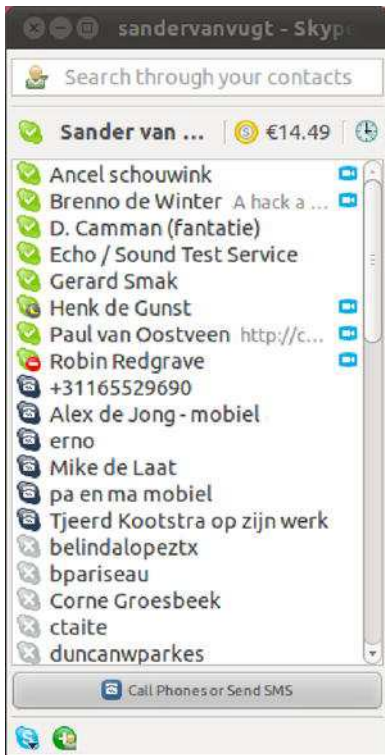 sandervanvugt - Skyp
Search through your contacts
Sander van ... €14.49
Ancel schouwink
Brenno de Winter A hack a ...
D. Camman (fantatie)
Echo / Sound Test Service
Gerard Smak
Henk de Gunst
Paul van Oostveen http://c...
Robin Redgrave
+31165529690
Alex de Jong - mobiel
erno
Mike de Laat
pa en ma mobiel
Tjeerd Kootstra op zijn werk
belindalopeztx
bpariseau
Corne Groesbeek
ctaite
duncanwparkes
Call Phones or Send SMS